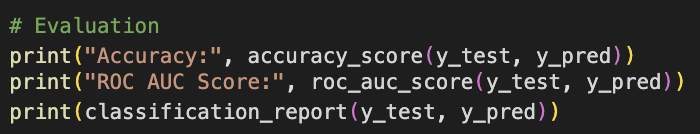 # Evaluation
print("Accuracy:", accuracy_score(y_test, y_pred))
print("ROC AUC Score:", roc_auc_score(y_test, y_pred))
print(classification_report(y_test, y_pred))